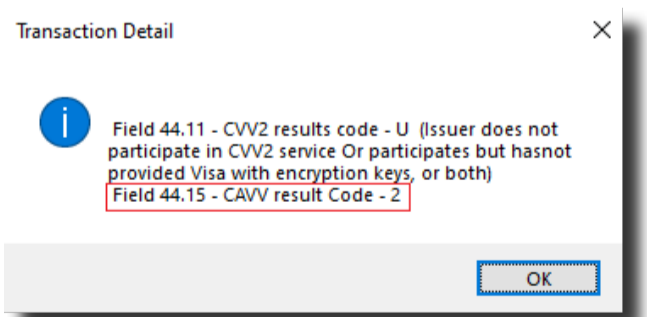 Transaction Detail
Field 44.11 - CVV2 results code - U (Issuer does not
participate in CVV2 service Or participates but hasnot
provided Visa with encryption keys, or both)
Field 44.15 - CAVV result Code - 2
OK